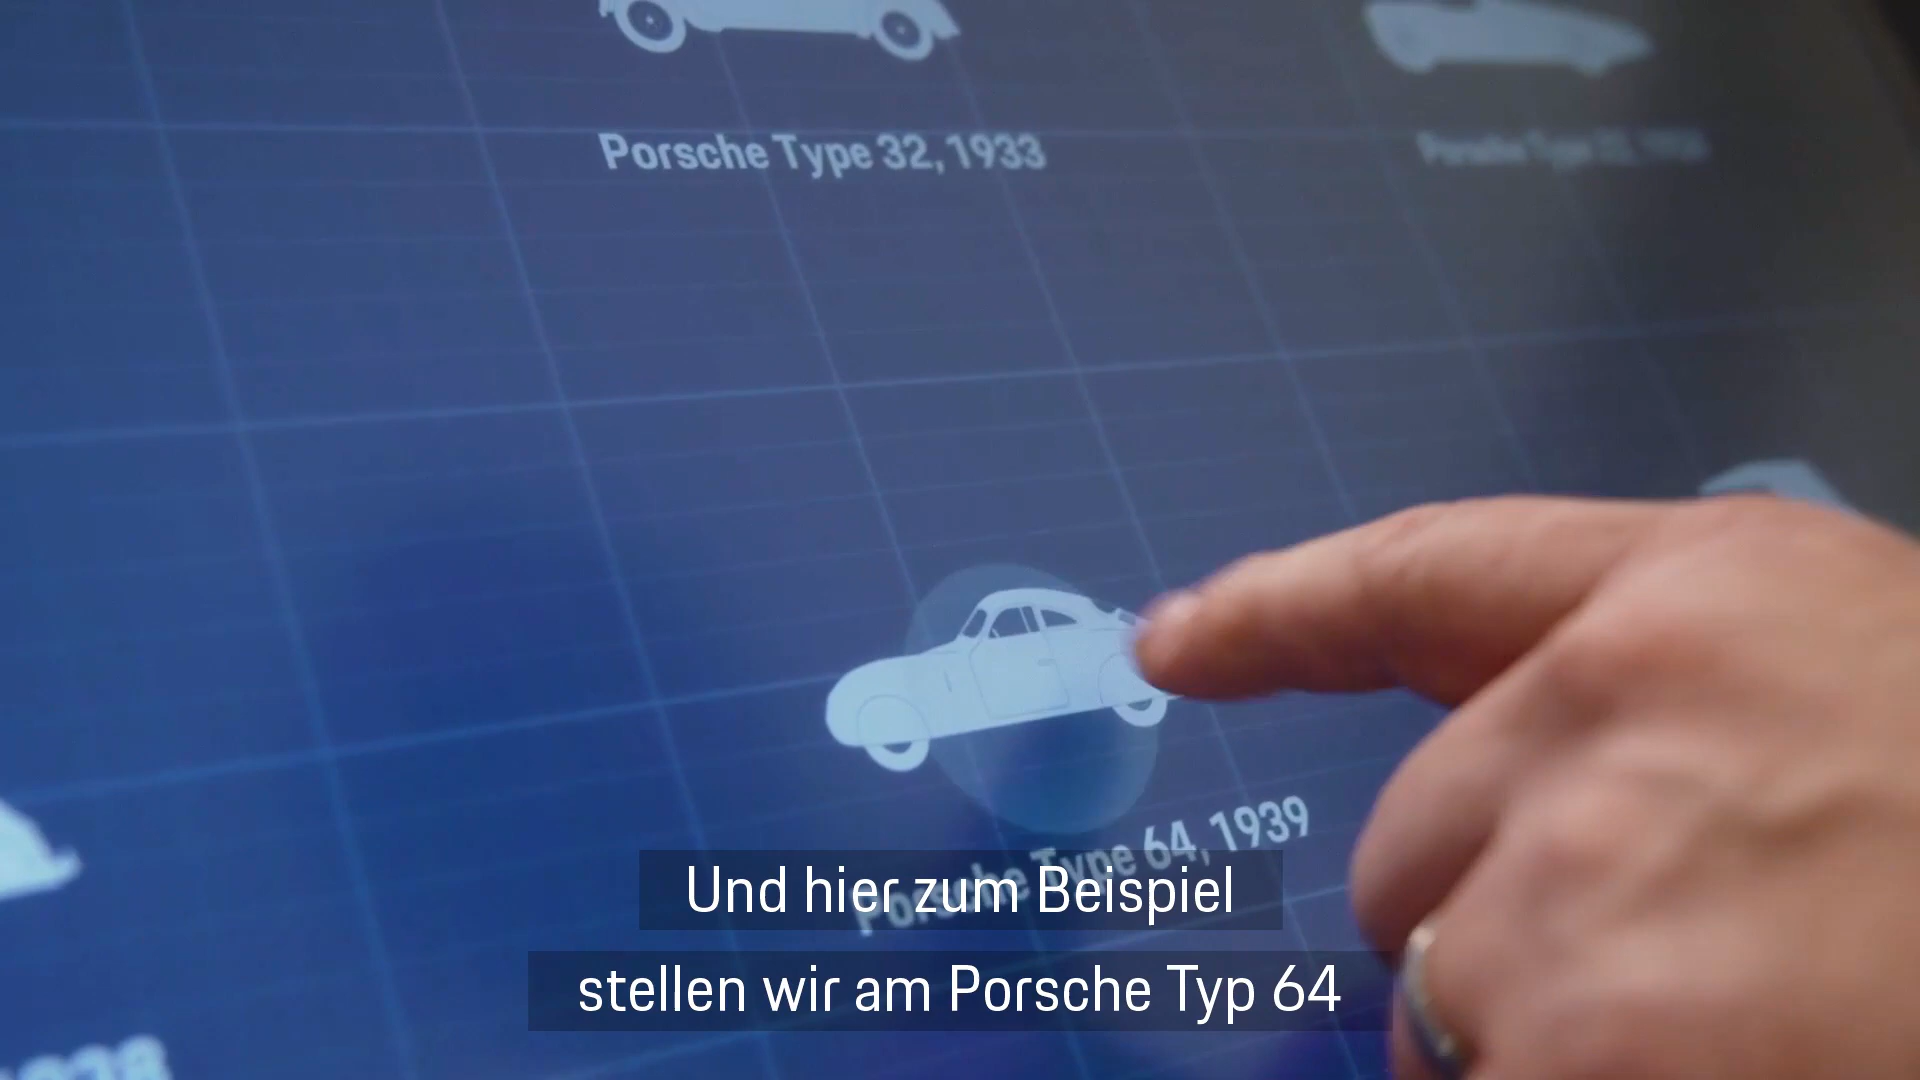 Porsche Type 32, 1933
Porsche Type 64, 1939
Und hier zum Beispiel
stellen wir am Porsche Typ 64